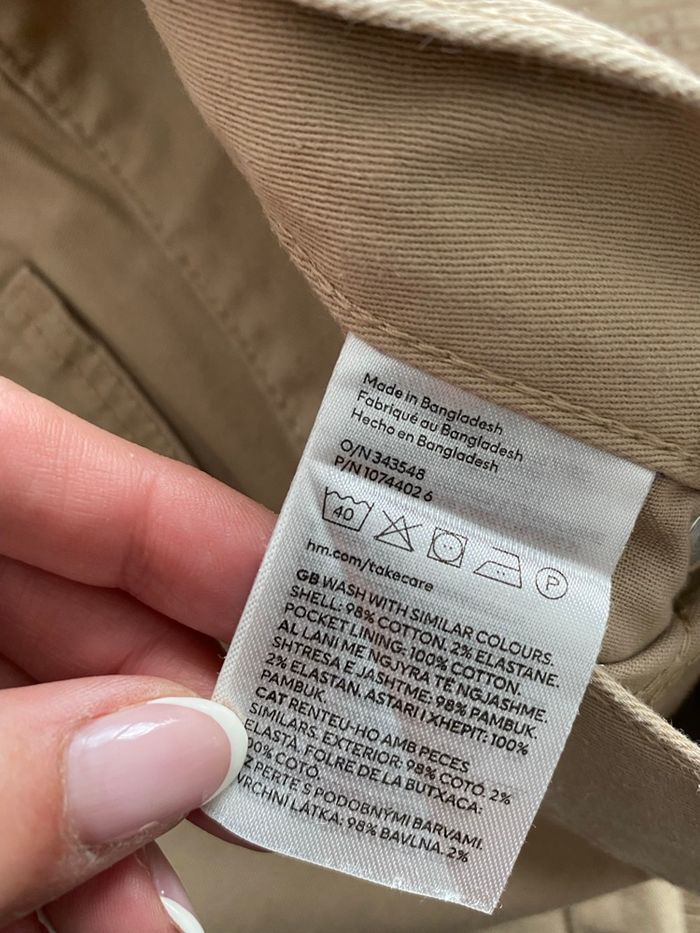 Made in Bangladesh
Fabriqué au Bangladesh
Hecho en Bangladesh
O/N 343548
P/N 1074402 6
40
P
hm.com/takecare
GB WASH WITH SIMILAR COLOURS.
SHELL: 98% COTTON. 2% ELASTANE.
POCKET LINING: 100% COTTON.
AL LANI ME NGJYRA TË NGJASHME.
SHTRESA E JASHTME: 98% PAMBUK.
2% ELASTAN. ASTARI I XHEPIT: 100%
PAMBUK.
CAT RENTEU-HO AMB PECES
SIMILARS. EXTERIOR: 98% COTÓ. 2%
ELASTÀ. FOLRE DE LA BUTXACA:
COTÓ.
PERTE S PODOBNÝMI BARVAMI.
VRCHNÍ LÁTKA: 98% BAVLNA. 2%